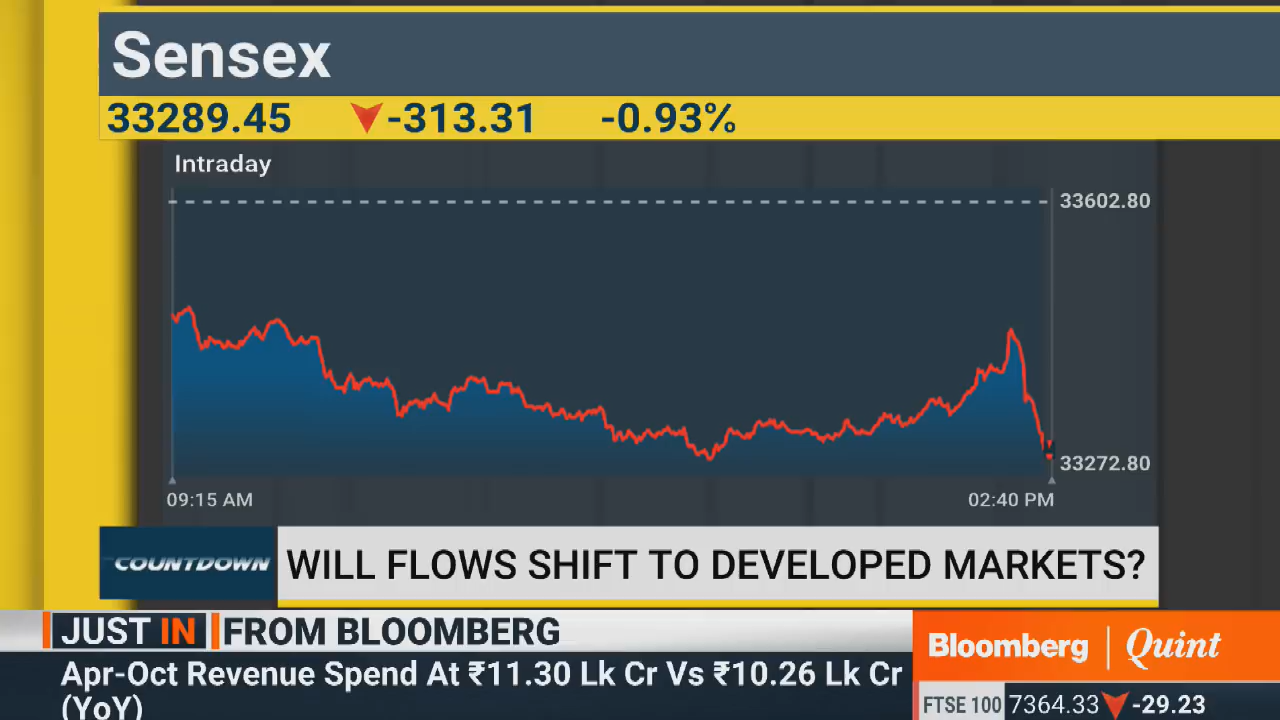 Sensex
33289.45 -313.31 -0.93%
Intraday
33602.80
33272.80
09:15 AM 02:40 PM
COUNTDOWN WILL FLOWS SHIFT TO DEVELOPED MARKETS?
JUST IN FROM BLOOMBERG
Apr-Oct Revenue Spend At ₹11.30 Lk Cr Vs ₹10.26 Lk Cr
(YoY)
Bloomberg | Quint
FTSE 100 7364.33 -29.23